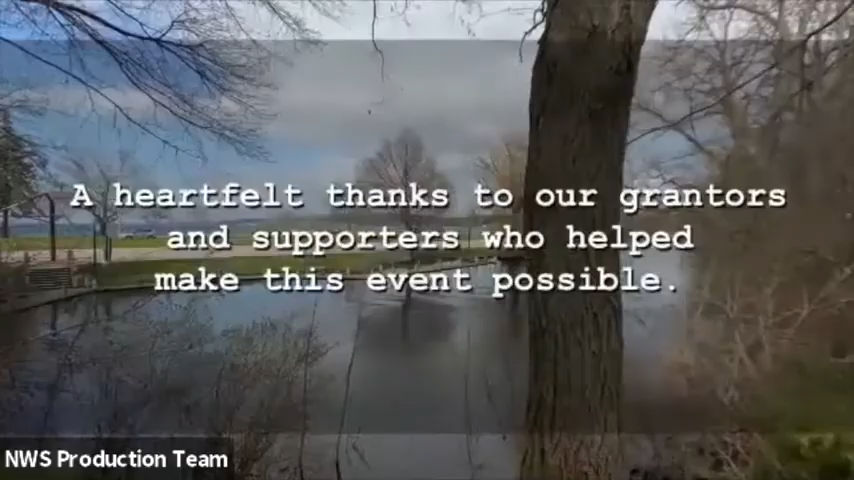 A heartfelt thanks to our grantors
and supporters who helped
make this event possible.
NWS Production Team